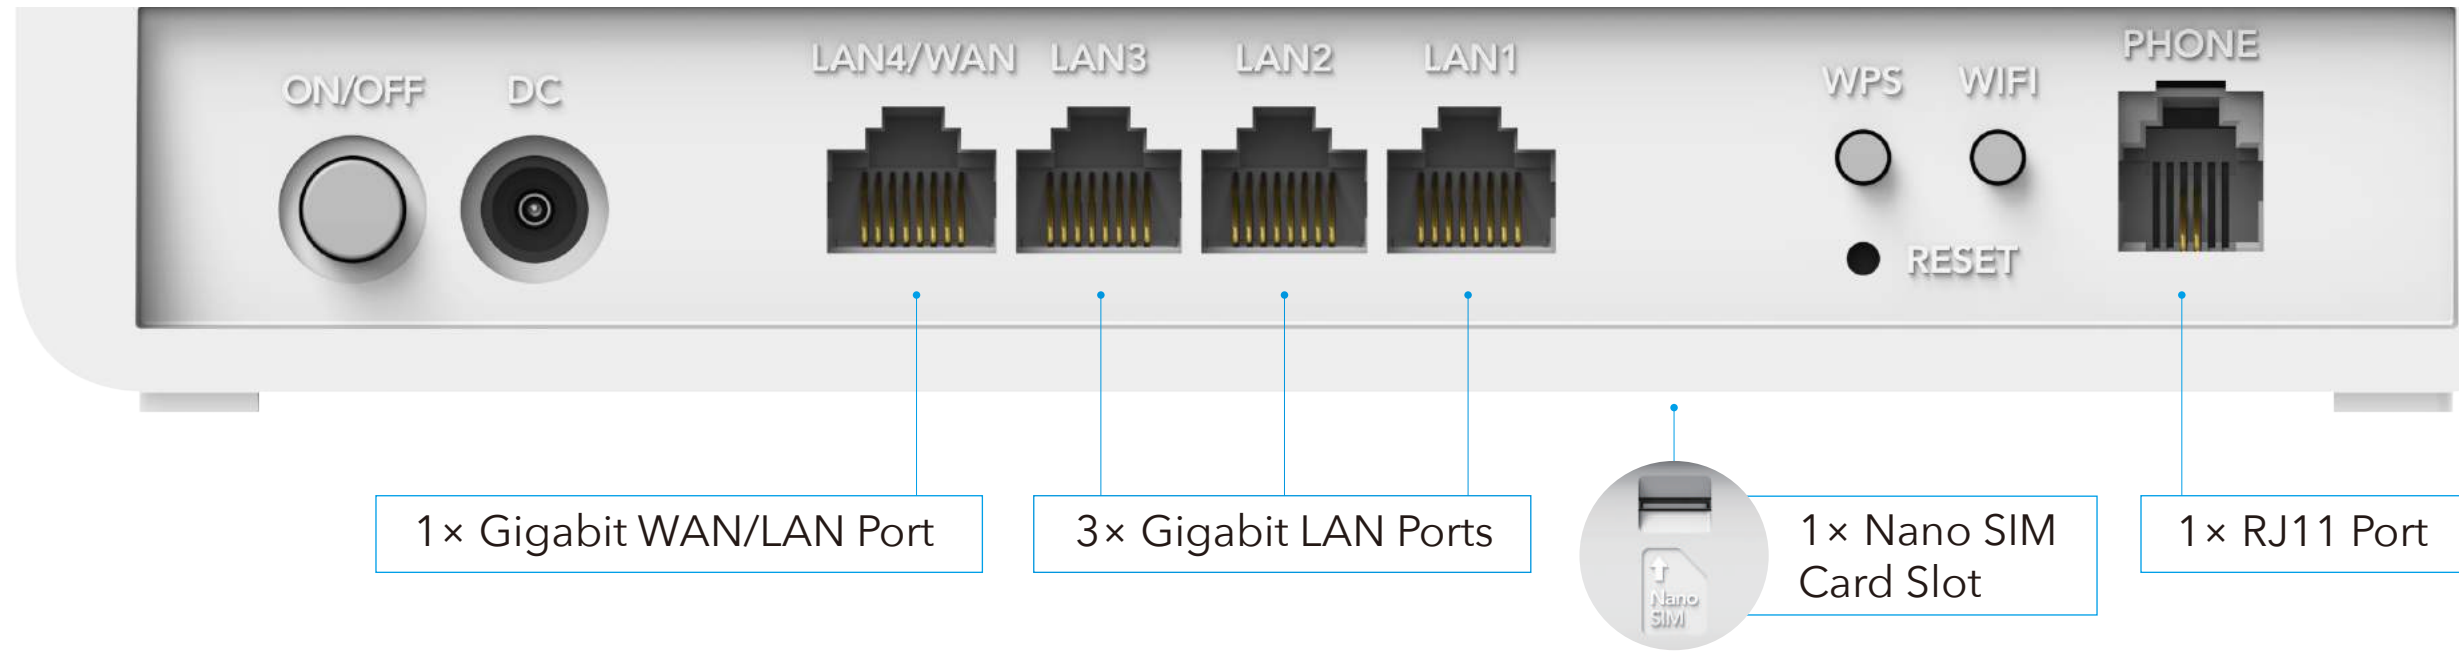 ON/OFF
DC
LAN4/WAN
LAN3
LAN2
LAN1
WPS
WIFI
PHONE
RESET
1× Gigabit WAN/LAN Port
3× Gigabit LAN Ports
Nano
SIM
1× Nano SIM
Card Slot
1× RJ11 Port